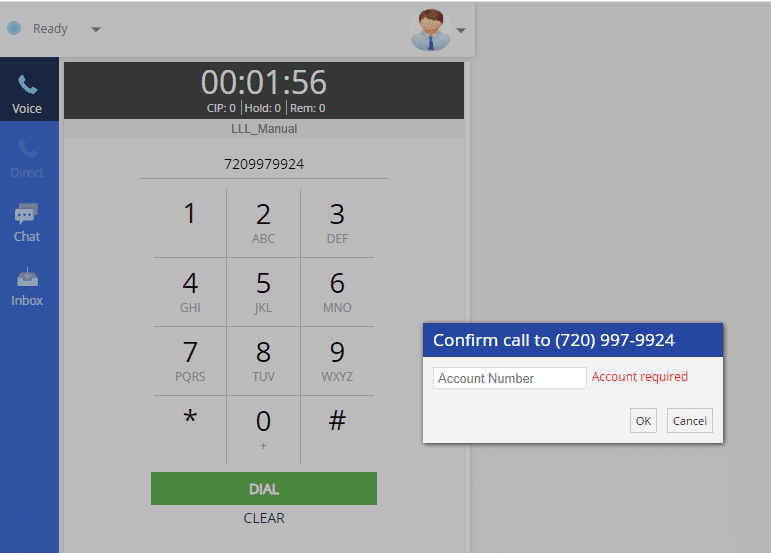 Ready
00:01:56
CIP: 0 | Hold: 0 | Rem: 0
LLL_Manual
Voice
Direct
Chat
Inbox
7209979924
1 2 3
ABC DEF
4 5 6
GHI JKL MNO
7 8 9
PQRS TUV WXYZ
* 0 #
+
DIAL
CLEAR
Confirm call to (720) 997-9924
Account Number Account required
OK Cancel